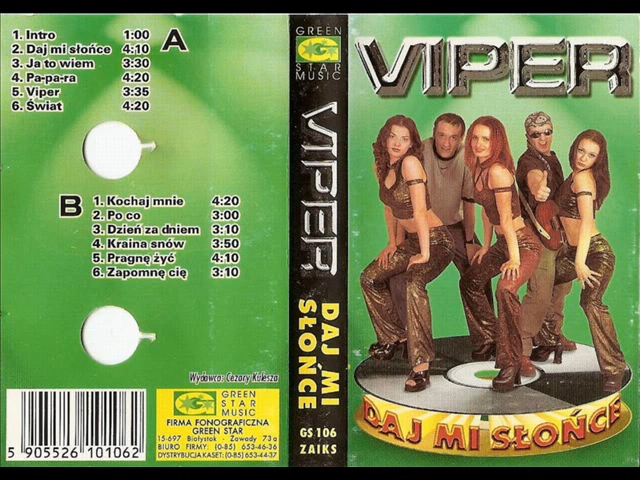 A
1. Intro 1:00
2. Daj mi słońce 4:10
3. Ja to wiem 3:30
4. Pa-pa-ra 4:20
5. Viper 3:35
6. Świat 4:20
B
1. Kochaj mnie 4:20
2. Po co 3:00
3. Dzień za dniem 3:10
4. Kraina snów 3:50
5. Pragnę żyć 4:10
6. Zapomnę cię 3:10
Wydawca: Cezary Kulesza
GREEN
STAR
MUSIC
FIRMA FONOGRAFICZNA
GREEN STAR
15-697 Białystok - Zawady 73a
BIURO FIRMY: (0-85) 653-46-36
DYSTRYBUCJA KASET: (0-85) 653-44-37
5 905526 101062
GREEN
G
STAR
MUSIC
VIPER
DAJ MI
SŁOŃCE
GS 106
ZAIKS
VIPER
DAJ MI SŁOŃCE